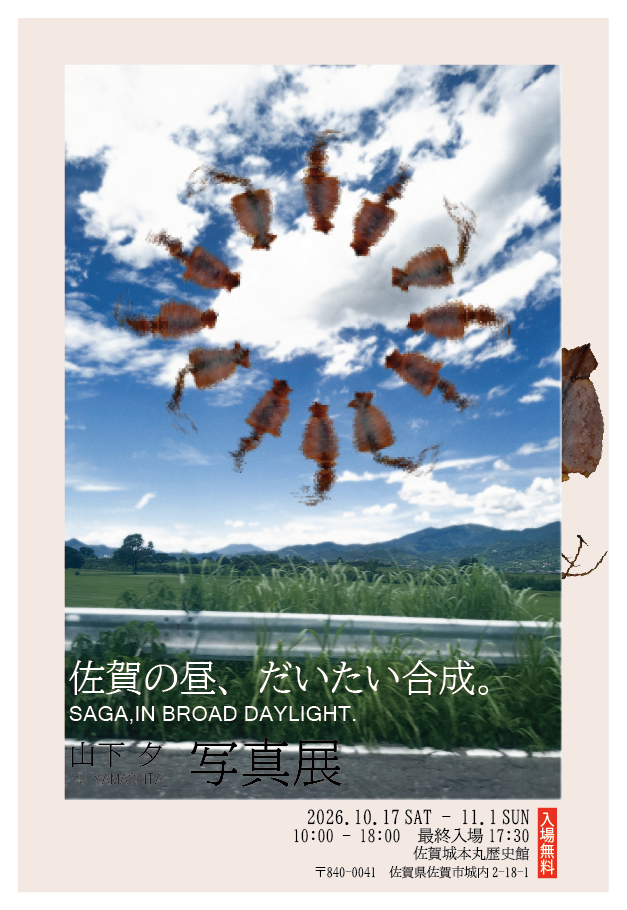 佐賀の昼、だいたい合成。
SAGA,IN BROAD DAYLIGHT.
山下 夕 写真展
YU YAMASHITA
2026.10.17 SAT - 11.1 SUN
10:00 - 18:00 最終入場 17:30
佐賀城本丸歴史館
〒840-0041 佐賀県佐賀市城内 2-18-1
入場無料